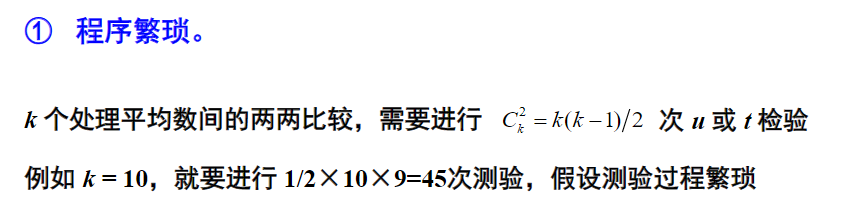 ① 程序繁琐。
k 个处理平均数间的两两比较，需要进行 C_k^2 = k(k－1)/2 次 u 或 t 检验
例如 k = 10，就要进行 1/2×10×9=45次测验，假设测验过程繁琐